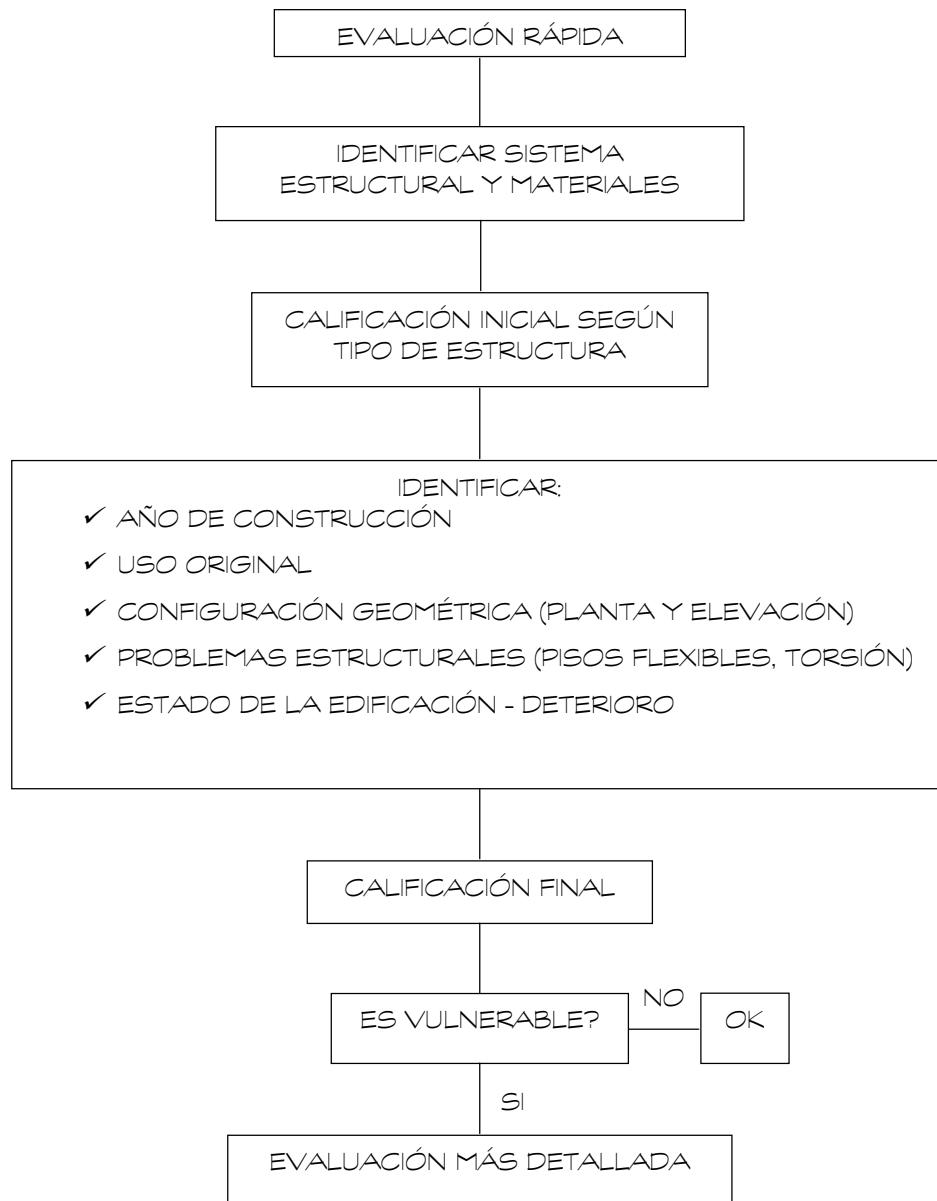 EVALUACIÓN RÁPIDA
IDENTIFICAR SISTEMA
ESTRUCTURAL Y MATERIALES
CALIFICACIÓN INICIAL SEGÚN
TIPO DE ESTRUCTURA
IDENTIFICAR:
✓ AÑO DE CONSTRUCCIÓN
✓ USO ORIGINAL
✓ CONFIGURACIÓN GEOMÉTRICA (PLANTA Y ELEVACIÓN)
✓ PROBLEMAS ESTRUCTURALES (PISOS FLEXIBLES, TORSIÓN)
✓ ESTADO DE LA EDIFICACIÓN - DETERIORO
CALIFICACIÓN FINAL
ES VULNERABLE?
NO
OK
SI
EVALUACIÓN MÁS DETALLADA